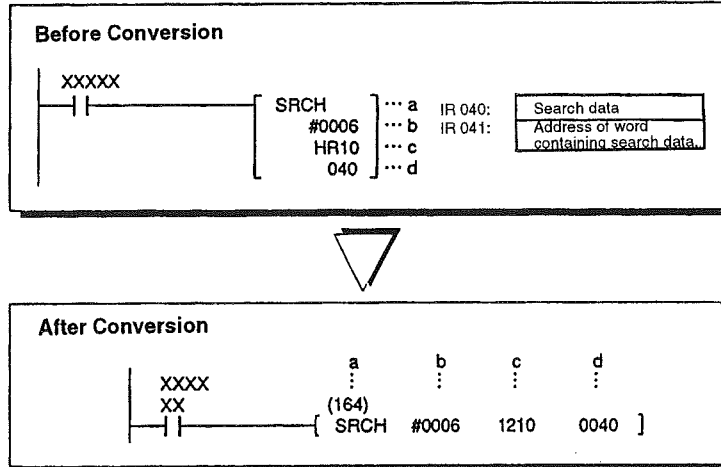 Before Conversion
XXXXX
SRCH ··· a
#0006 ··· b
HR10 ··· c
040 ··· d
IR 040: Search data
IR 041: Address of word
containing search data.
After Conversion
a b c d
XXXX
XX
(164)
[ SRCH #0006 1210 0040 ]